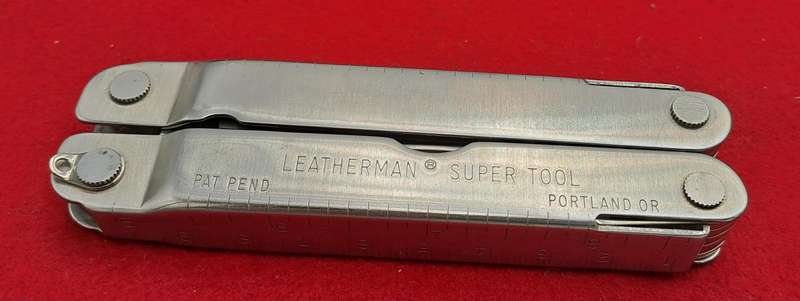 LEATHERMAN® SUPER TOOL
PAT PEND
PORTLAND OR